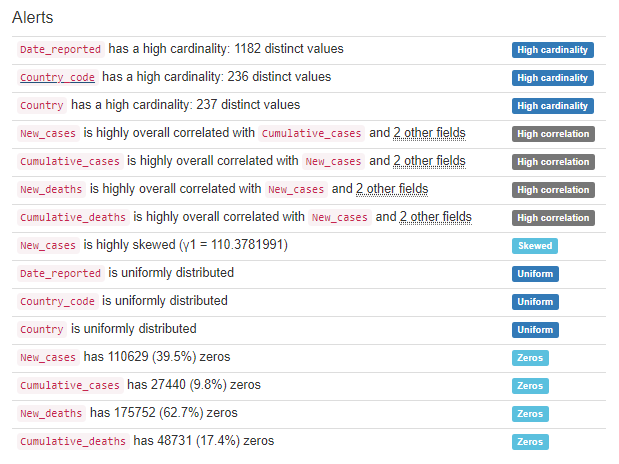 Alerts
Date_reported has a high cardinality: 1182 distinct values High cardinality
Country_code has a high cardinality: 236 distinct values High cardinality
Country has a high cardinality: 237 distinct values High cardinality
New_cases is highly overall correlated with Cumulative_cases and 2 other fields High correlation
Cumulative_cases is highly overall correlated with New_cases and 2 other fields High correlation
New_deaths is highly overall correlated with New_cases and 2 other fields High correlation
Cumulative_deaths is highly overall correlated with New_cases and 2 other fields High correlation
New_cases is highly skewed (γ1 = 110.3781991) Skewed
Date_reported is uniformly distributed Uniform
Country_code is uniformly distributed Uniform
Country is uniformly distributed Uniform
New_cases has 110629 (39.5%) zeros Zeros
Cumulative_cases has 27440 (9.8%) zeros Zeros
New_deaths has 175752 (62.7%) zeros Zeros
Cumulative_deaths has 48731 (17.4%) zeros Zeros